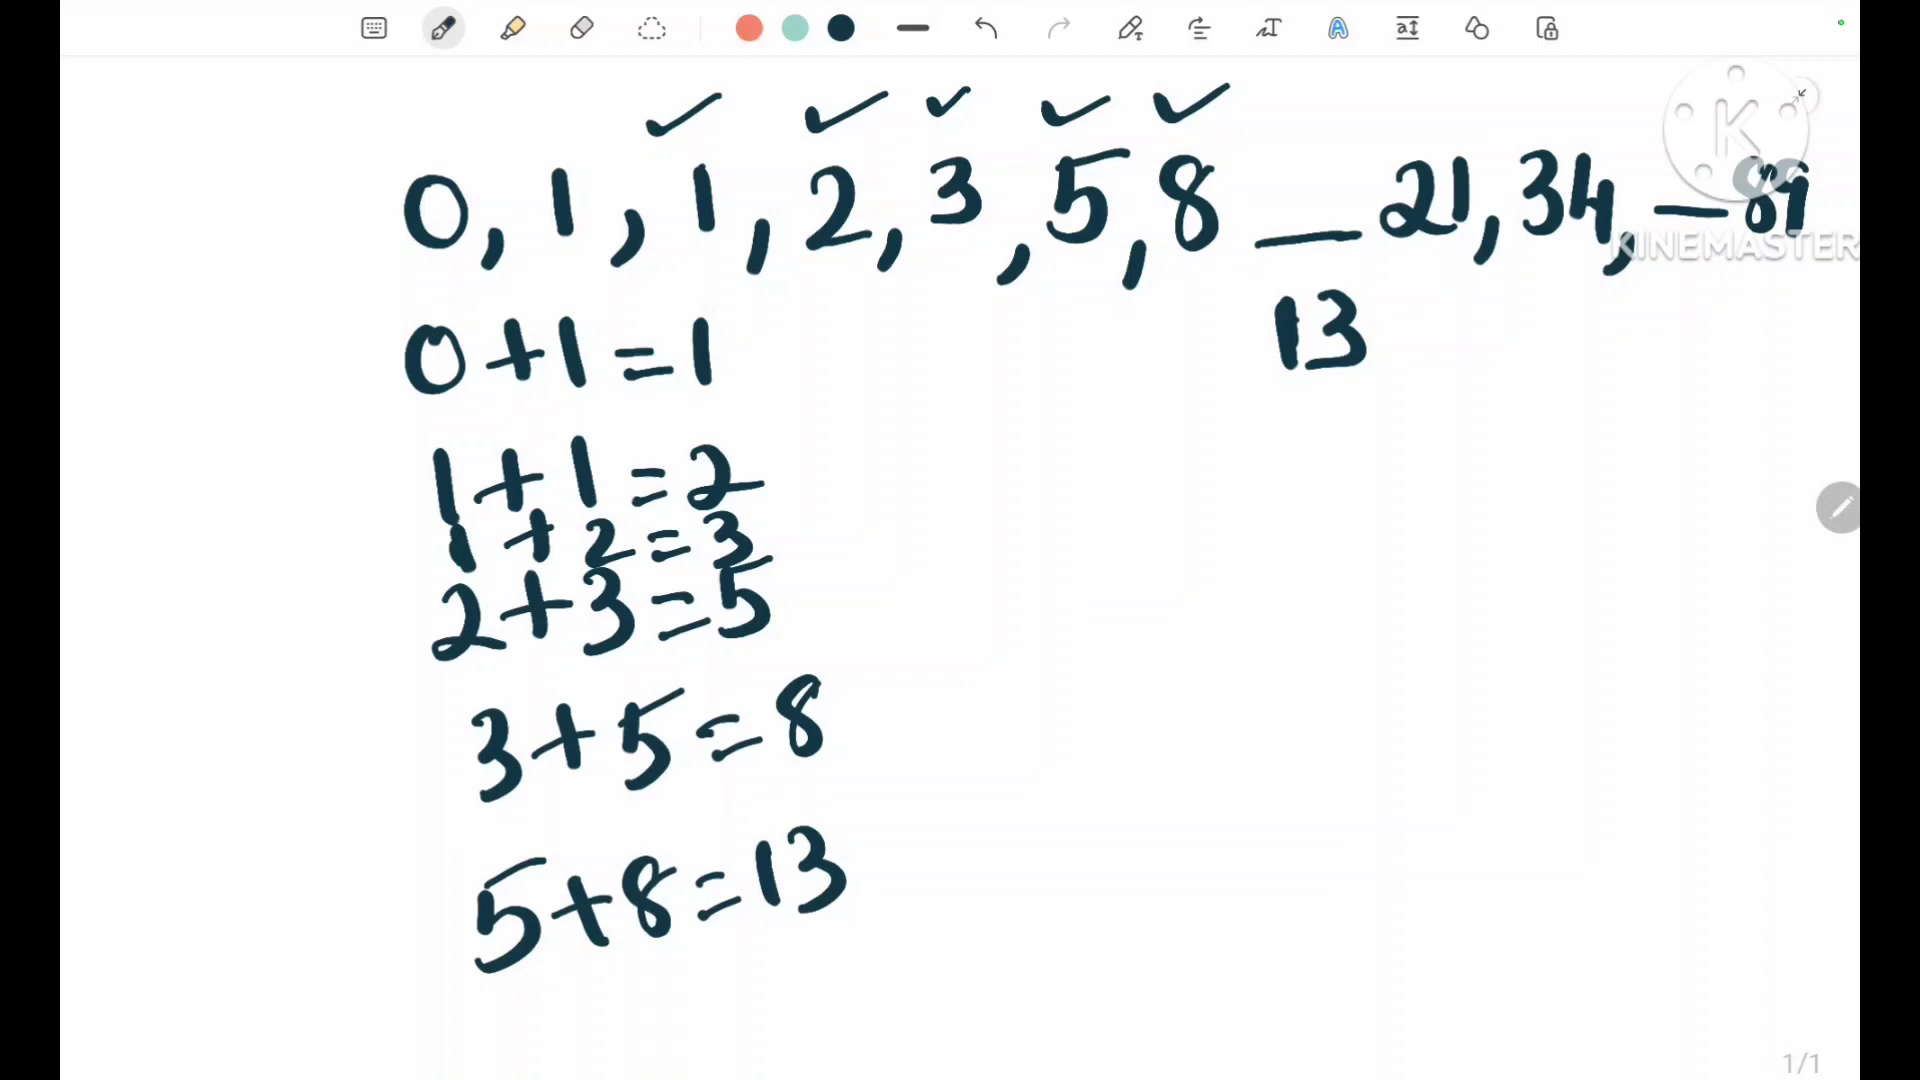 0, 1, 1, 2, 3, 5, 8 __ 21, 34, __ 89
K
KINEMASTER
13
0+1=1
1+1=2
1+2=3
2+3=5
3+5=8
5+8=13
1/1